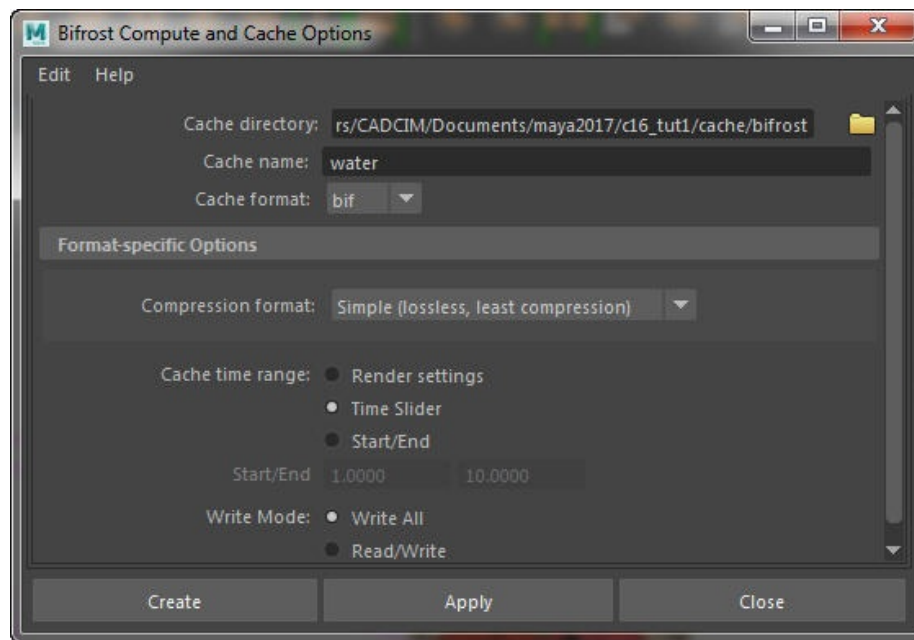 Bifrost Compute and Cache Options
Edit Help
Cache directory: rs/CADCIM/Documents/maya2017/c16_tut1/cache/bifrost
Cache name: water
Cache format: bif
Format-specific Options
Compression format: Simple (lossless, least compression)
Cache time range: Render settings
Time Slider
Start/End
Start/End 1.0000 10.0000
Write Mode: Write All
Read/Write
Create Apply Close